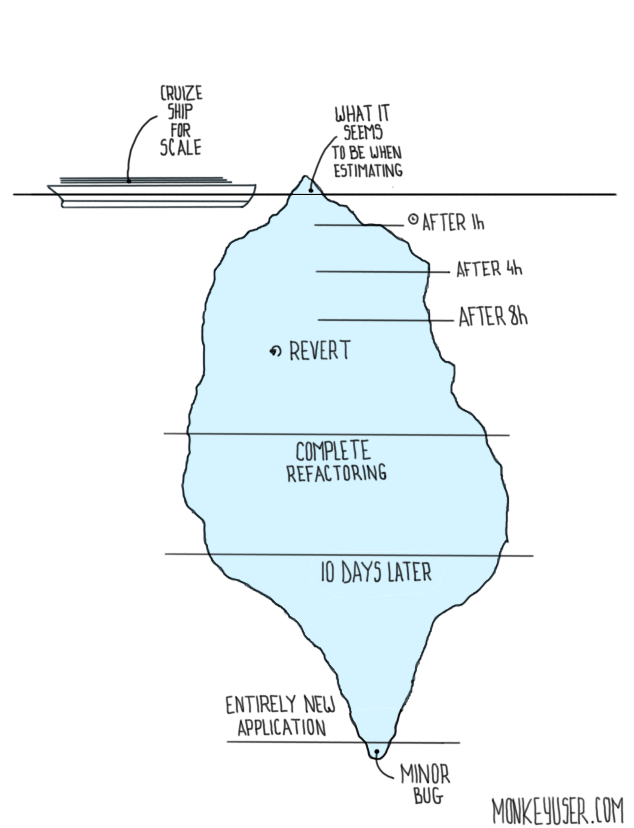 CRUIZE
SHIP
FOR
SCALE
WHAT IT
SEEMS
TO BE WHEN
ESTIMATING
AFTER 1h
AFTER 4h
AFTER 8h
REVERT
COMPLETE
REFACTORING
10 DAYS LATER
ENTIRELY NEW
APPLICATION
MINOR
BUG
MONKEYUSER.COM